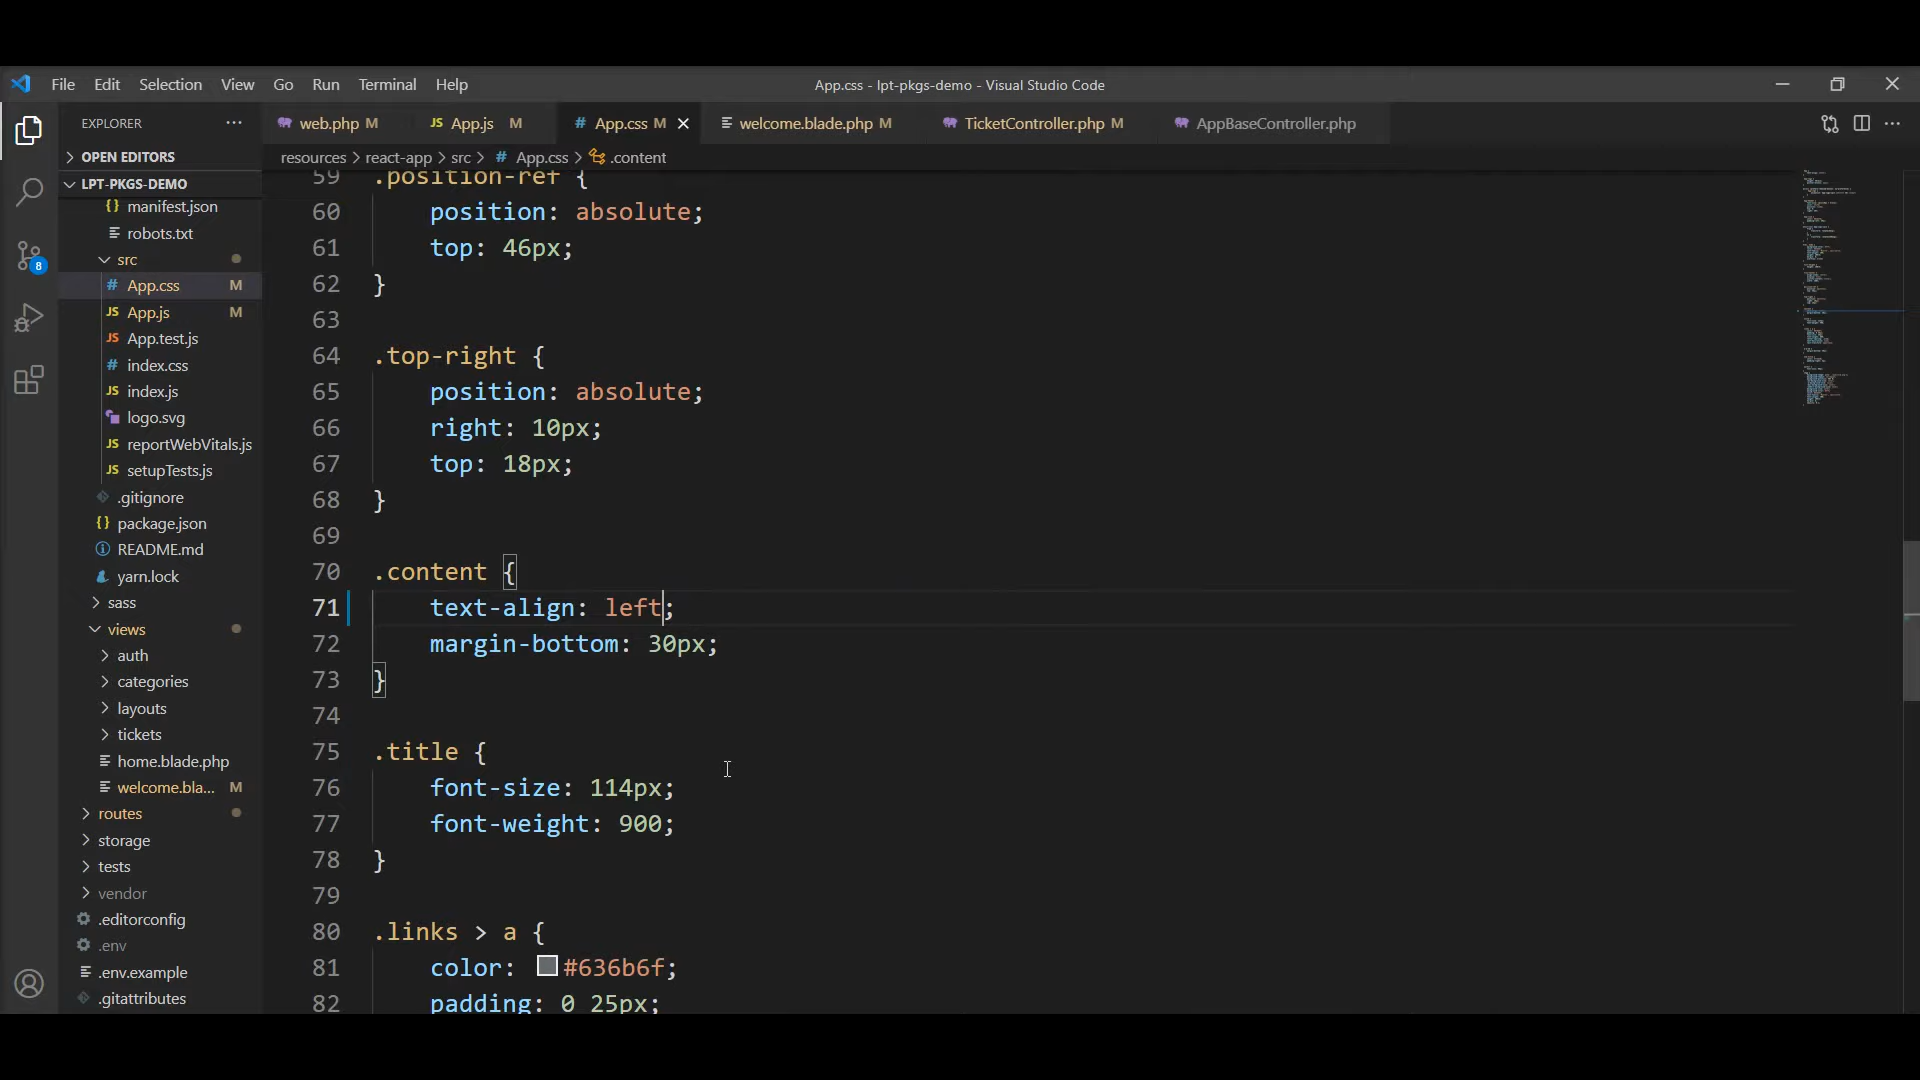 File Edit Selection View Go Run Terminal Help
App.css - lpt-pkgs-demo - Visual Studio Code
EXPLORER
web.php M
JS App.js M
# App.css M
welcome.blade.php M
TicketController.php M
AppBaseController.php
OPEN EDITORS
resources > react-app > src > # App.css > .content
LPT-PKGS-DEMO
{} manifest.json
robots.txt
src
# App.css M
JS App.js M
JS App.test.js
# index.css
JS index.js
logo.svg
JS reportWebVitals.js
JS setupTests.js
.gitignore
{} package.json
README.md
yarn.lock
sass
views
auth
categories
layouts
tickets
home.blade.php
welcome.bla... M
routes
storage
tests
vendor
.editorconfig
.env
.env.example
.gitattributes
8
59 .position-ref {
60 position: absolute;
61 top: 46px;
62 }
63
64 .top-right {
65 position: absolute;
66 right: 10px;
67 top: 18px;
68 }
69
70 .content {
71 text-align: left;
72 margin-bottom: 30px;
73 }
74
75 .title {
76 font-size: 114px;
77 font-weight: 900;
78 }
79
80 .links > a {
81 color: #636b6f;
82 padding: 0 25px;